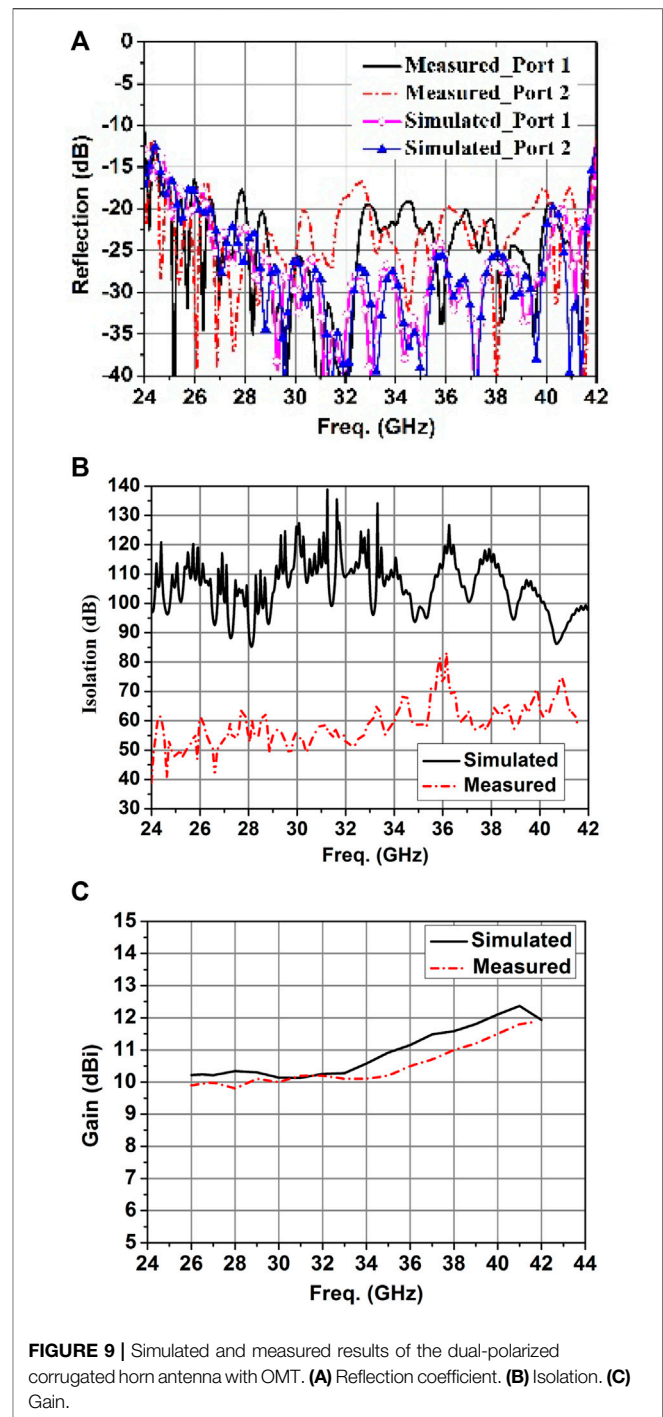 A
0
-5
-10
-15
-20
-25
-30
-35
-40
Reflection (dB)
Measured_Port 1
Measured_Port 2
Simulated_Port 1
Simulated_Port 2
24 26 28 30 32 34 36 38 40 42
Freq. (GHz)
B
140
130
120
110
100
90
80
70
60
50
40
30
Isolation (dB)
Simulated
Measured
24 26 28 30 32 34 36 38 40 42
Freq. (GHz)
C
15
14
13
12
11
10
9
8
7
6
5
Gain (dBi)
Simulated
Measured
24 26 28 30 32 34 36 38 40 42 44
Freq. (GHz)
FIGURE 9 | Simulated and measured results of the dual-polarized
corrugated horn antenna with OMT. (A) Reflection coefficient. (B) Isolation. (C)
Gain.